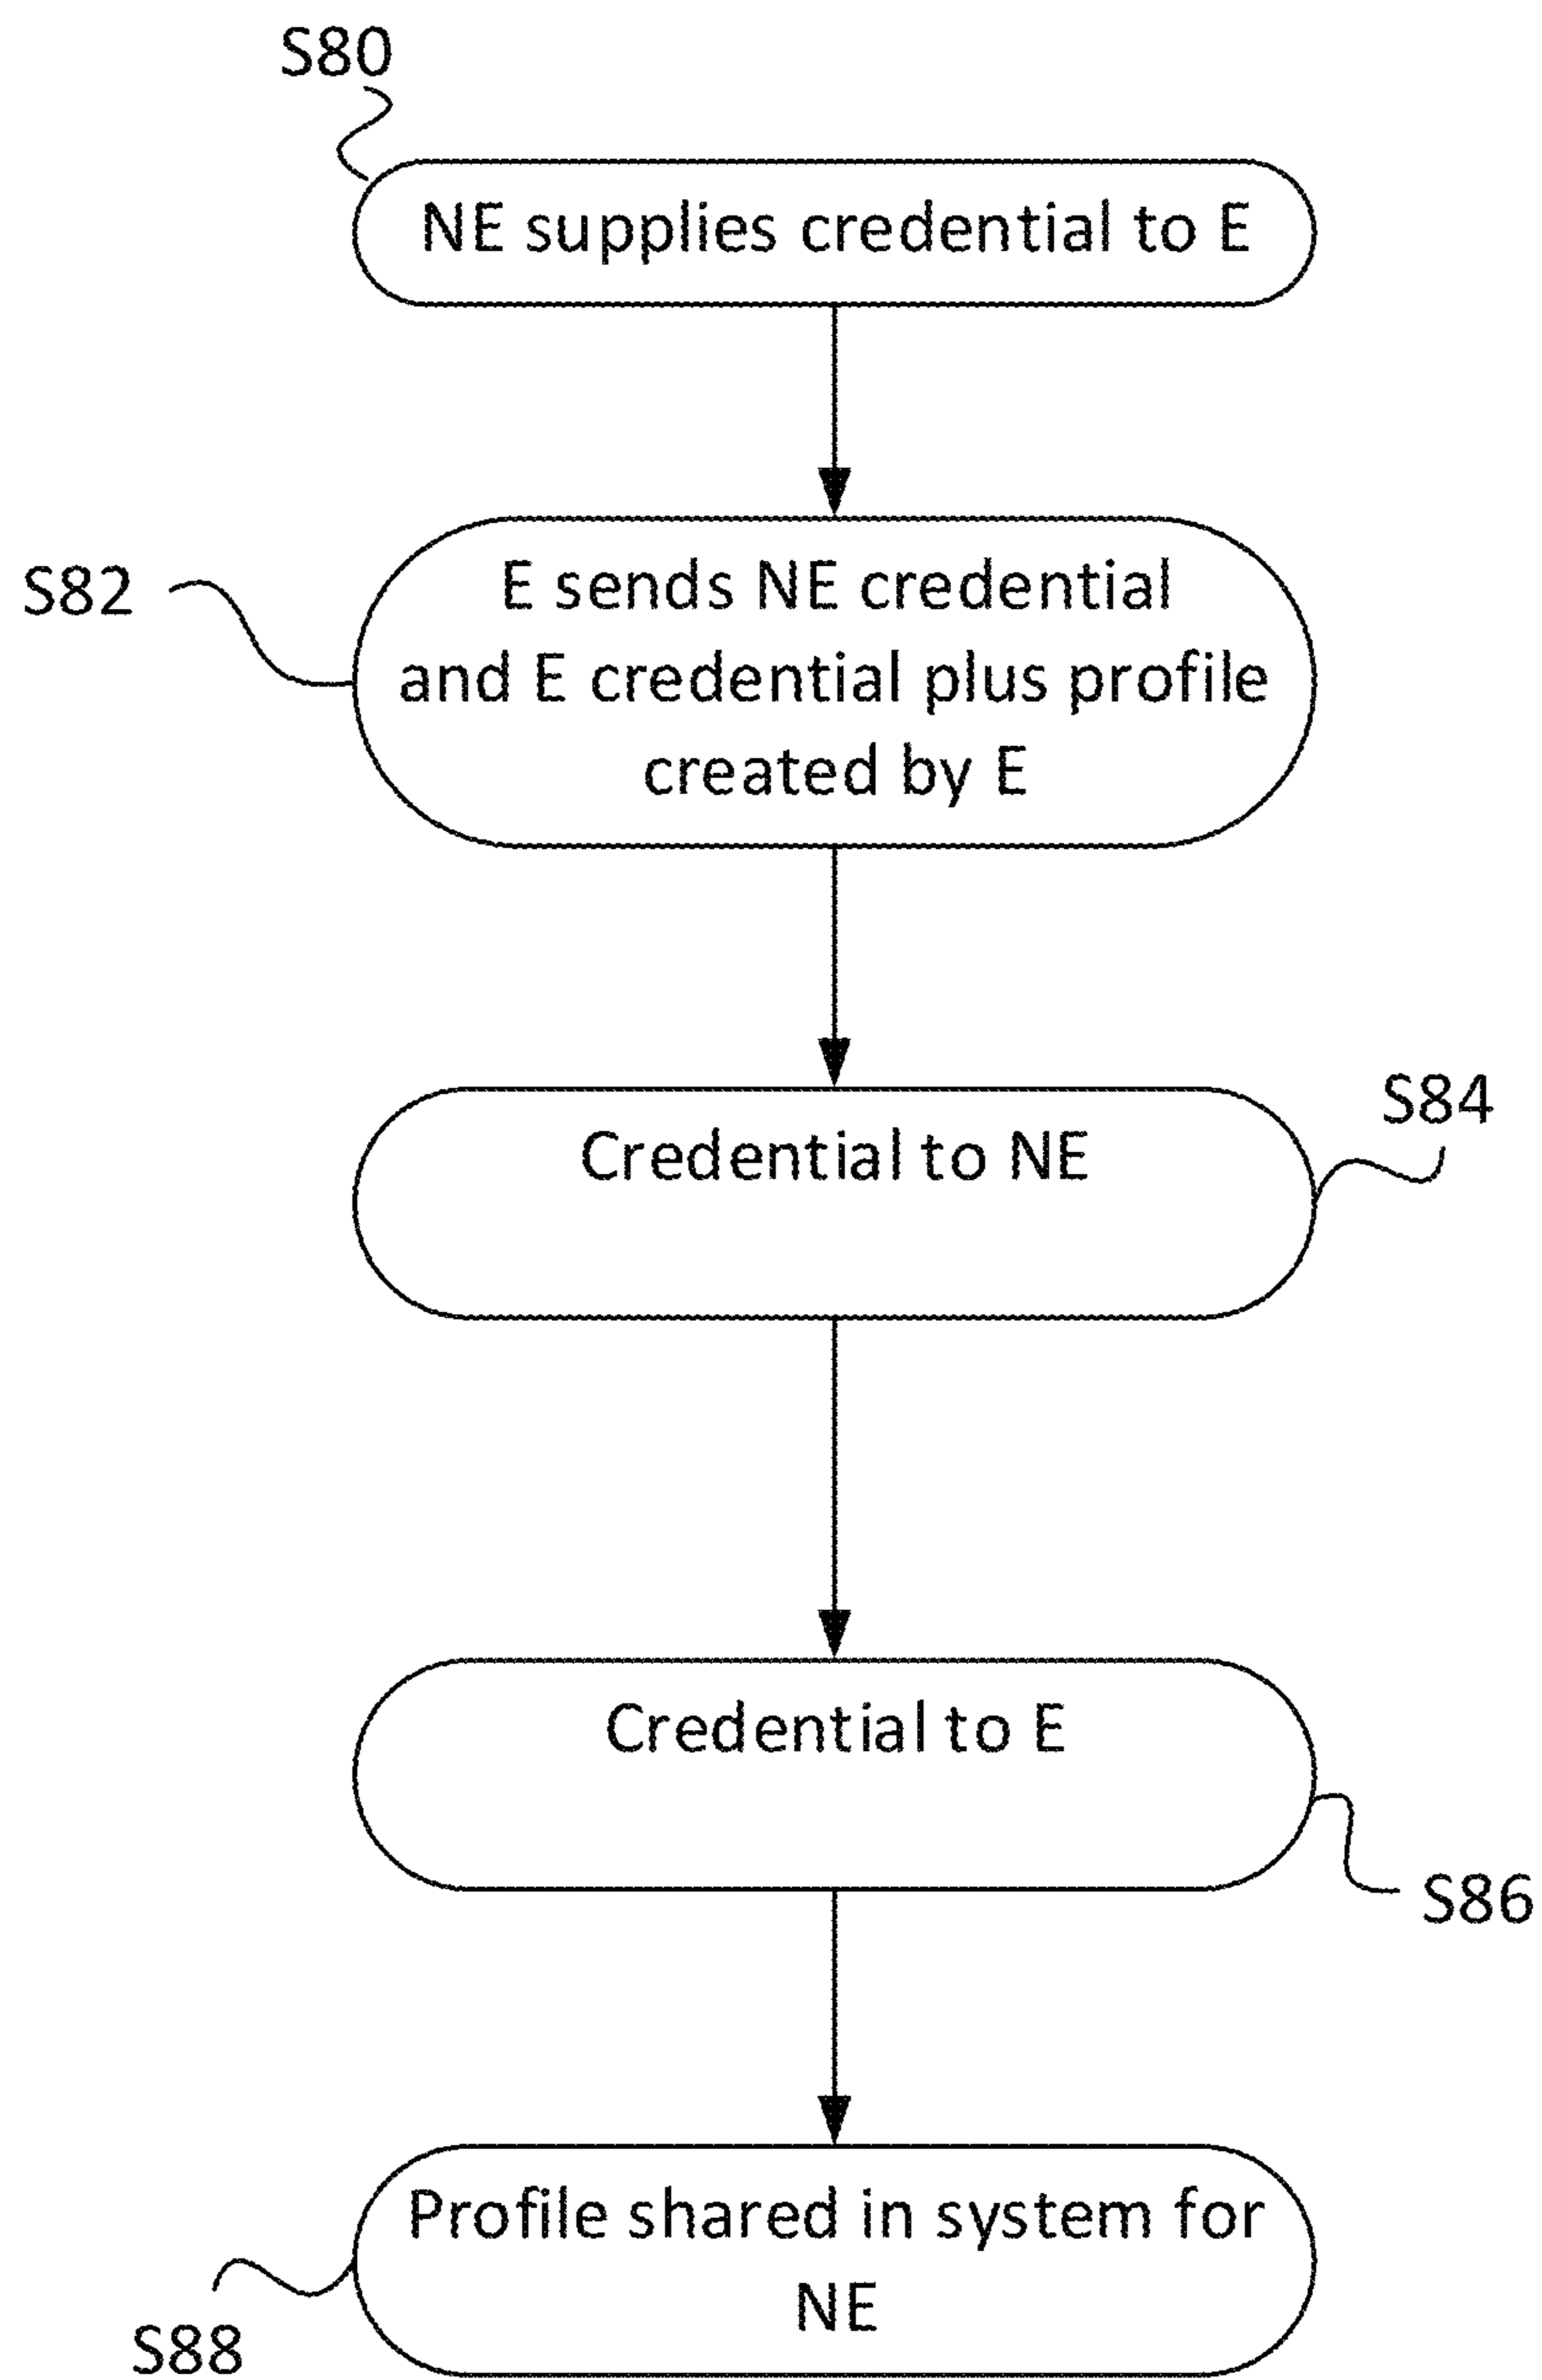 S80
NE supplies credential to E
S82
E sends NE credential
and E credential plus profile
created by E
S84
Credential to NE
Credential to E
S86
Profile shared in system for
NE
S88